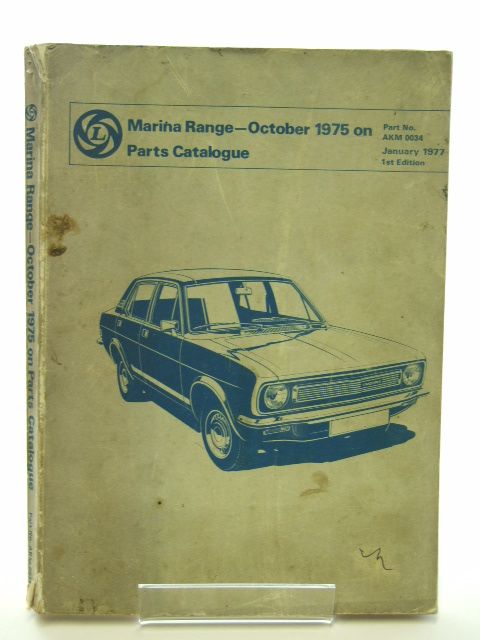 L
Marina Range—October 1975 on
Parts Catalogue
Part No.
AKM 0034
January 1977
1st Edition
Marina Range—October 1975 on Parts Catalogue